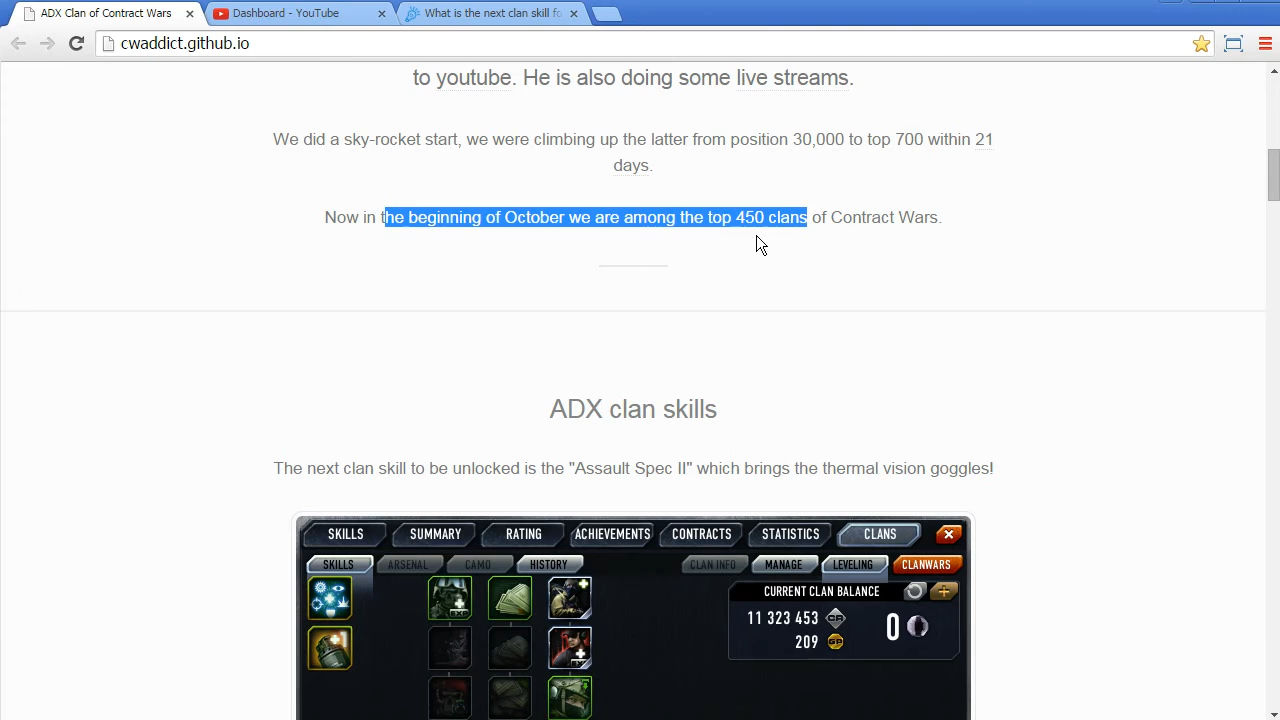 ADX Clan of Contract Wars
Dashboard - YouTube
What is the next clan skill fo
cwaddict.github.io
to youtube. He is also doing some live streams.
We did a sky-rocket start, we were climbing up the latter from position 30,000 to top 700 within 21
days.
Now in the beginning of October we are among the top 450 clans of Contract Wars.
ADX clan skills
The next clan skill to be unlocked is the "Assault Spec II" which brings the thermal vision goggles!
SKILLS SUMMARY RATING ACHIEVEMENTS CONTRACTS STATISTICS CLANS
SKILLS ARSENAL CAMO HISTORY CLAN INFO MANAGE LEVELING CLANWARS
CURRENT CLAN BALANCE
11 323 453
0
209